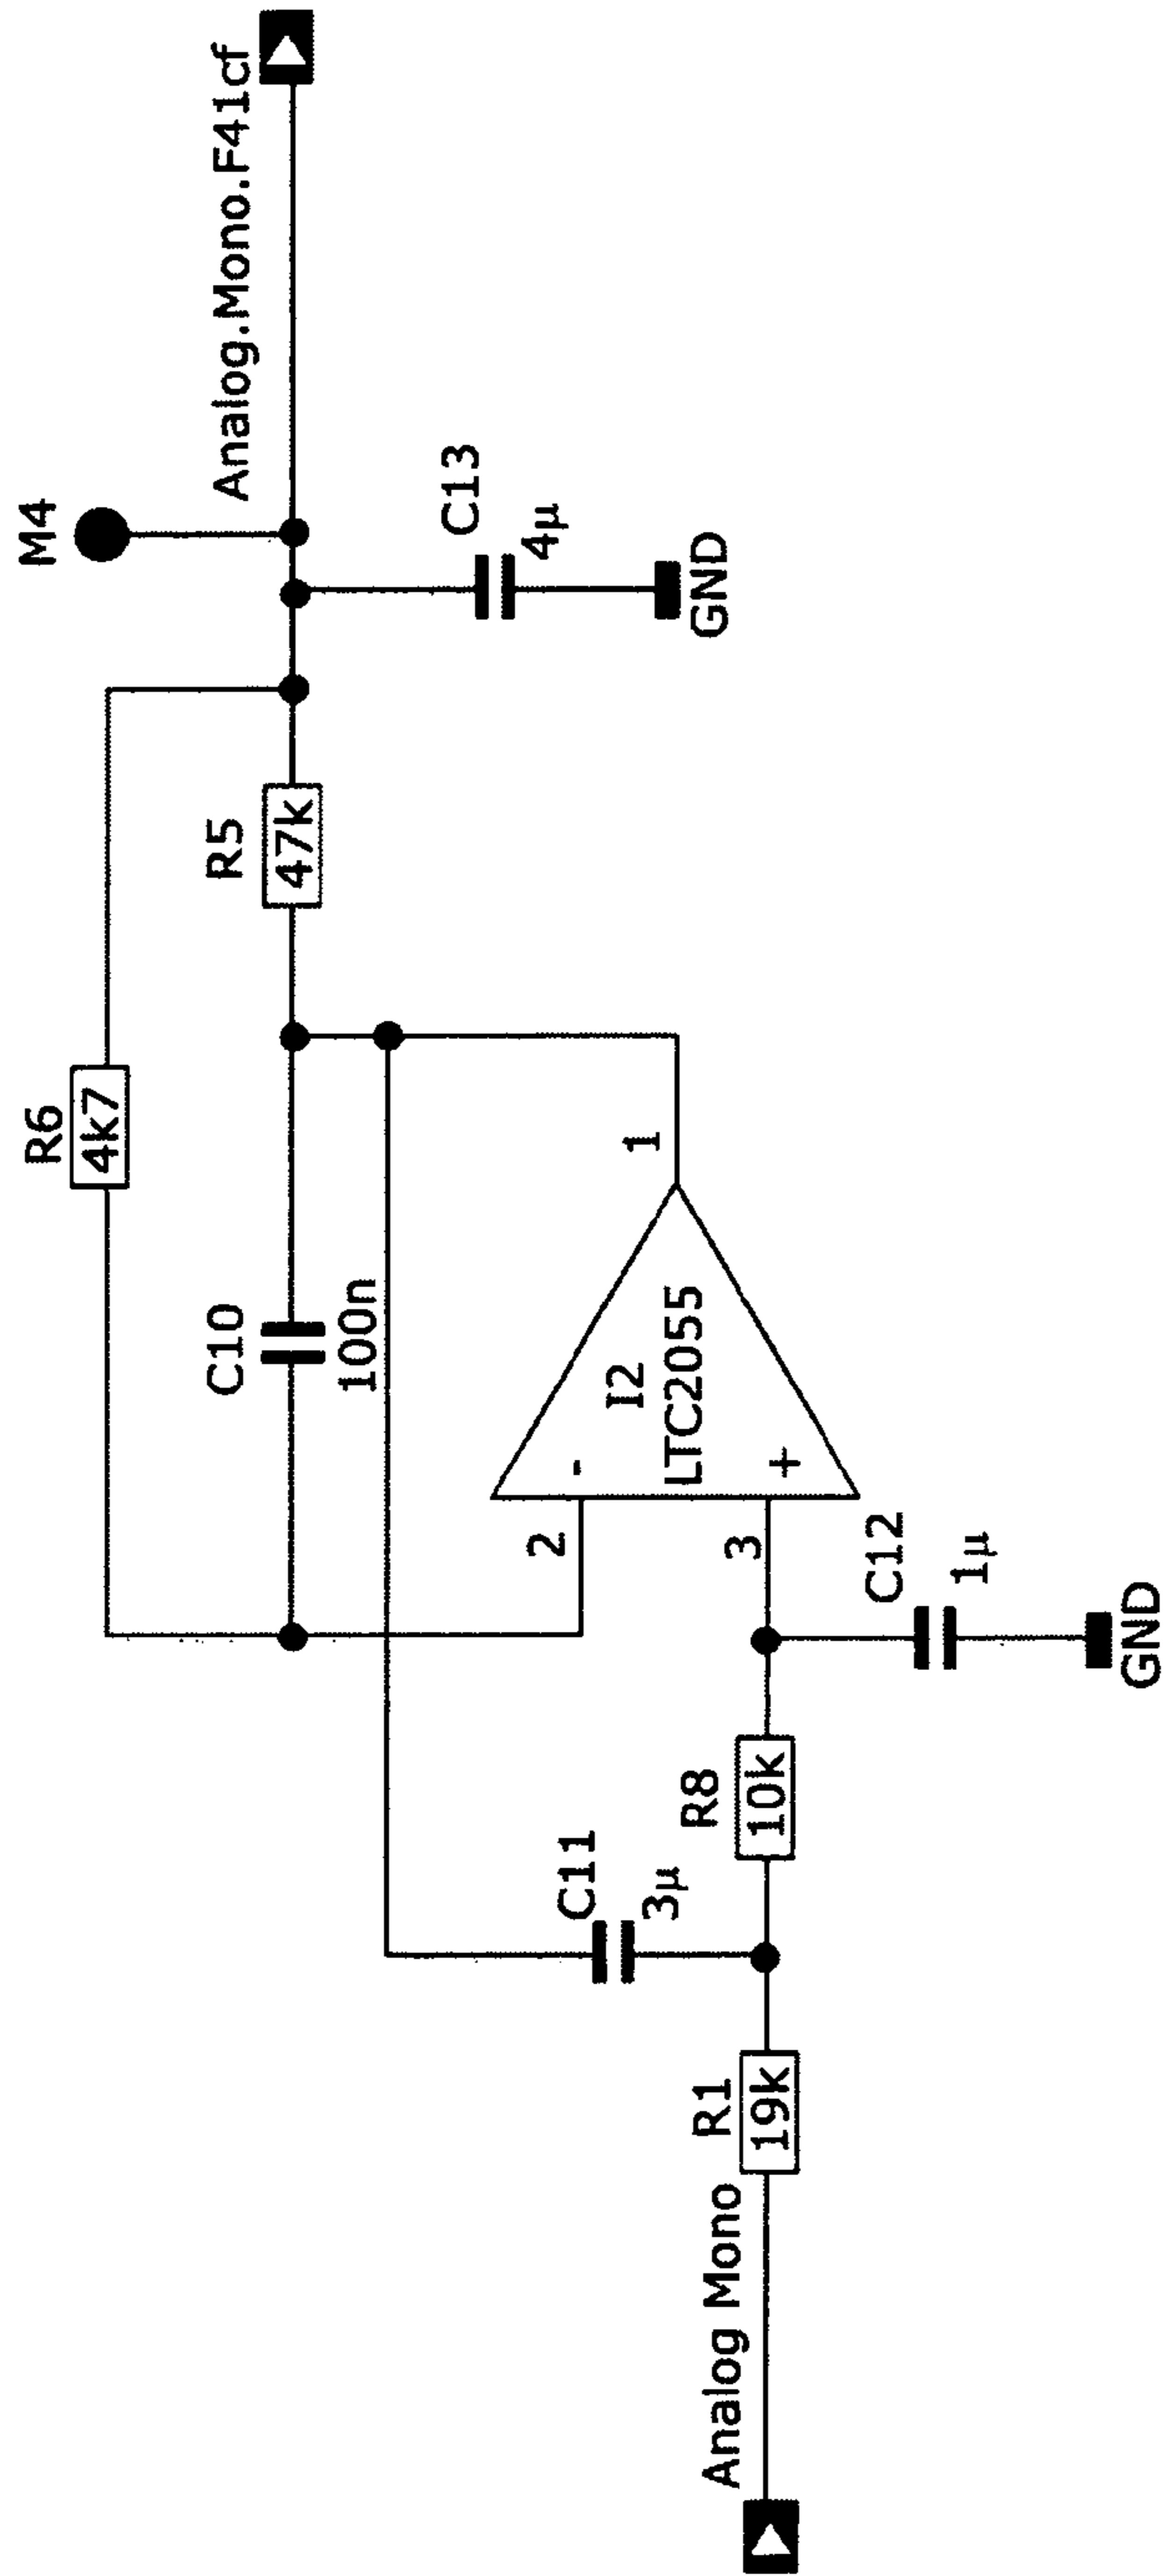 M4
Analog.Mono.F41cf
R6
4k7
R5
47k
C10
100n
C13
4µ
GND
1
I2
LTC2055
-
+
2
3
C11
3µ
R8
10k
C12
1µ
GND
R1
19k
Analog Mono